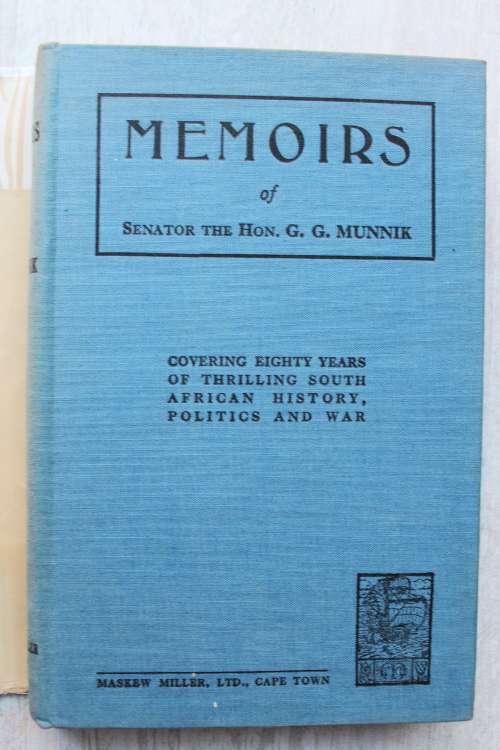 MEMOIRS
of
SENATOR THE HON. G. G. MUNNIK
COVERING EIGHTY YEARS
OF THRILLING SOUTH
AFRICAN HISTORY,
POLITICS AND WAR
MASKEW MILLER, LTD., CAPE TOWN